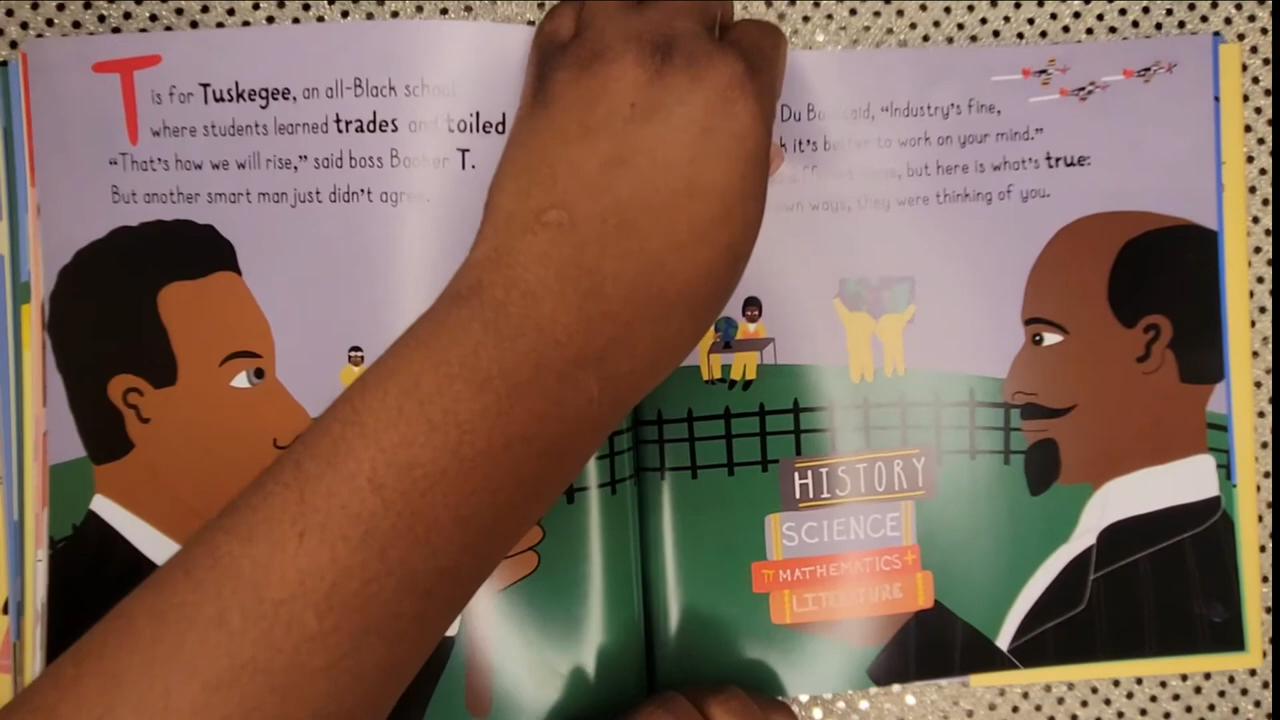 T is for Tuskegee, an all-Black school
where students learned trades and toiled
“That’s how we will rise,” said boss Booker T.
But another smart man just didn’t agree.
Du Bois said, “Industry’s fine,
it’s better to work on your mind.”
but here is what’s true:
own ways, they were thinking of you.
HISTORY
SCIENCE
π MATHEMATICS +
LITERATURE